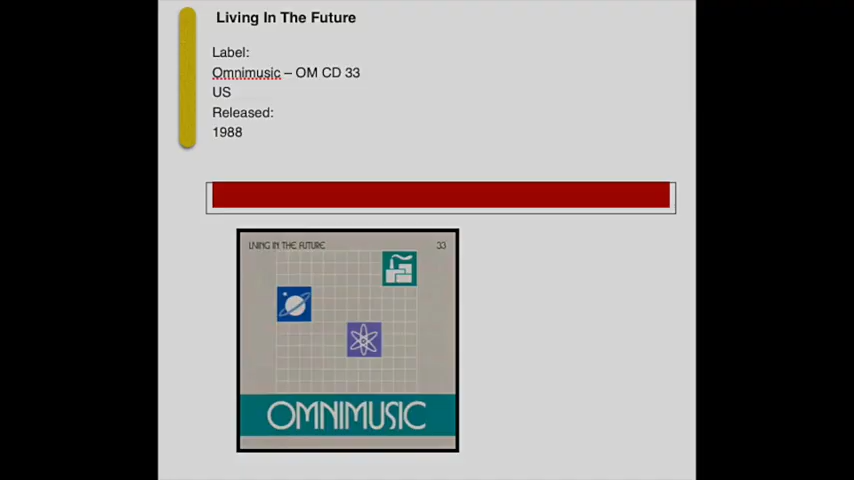 Living In The Future
Label:
Omnimusic – OM CD 33
US
Released:
1988
LIVING IN THE FUTURE 33
OMNIMUSIC